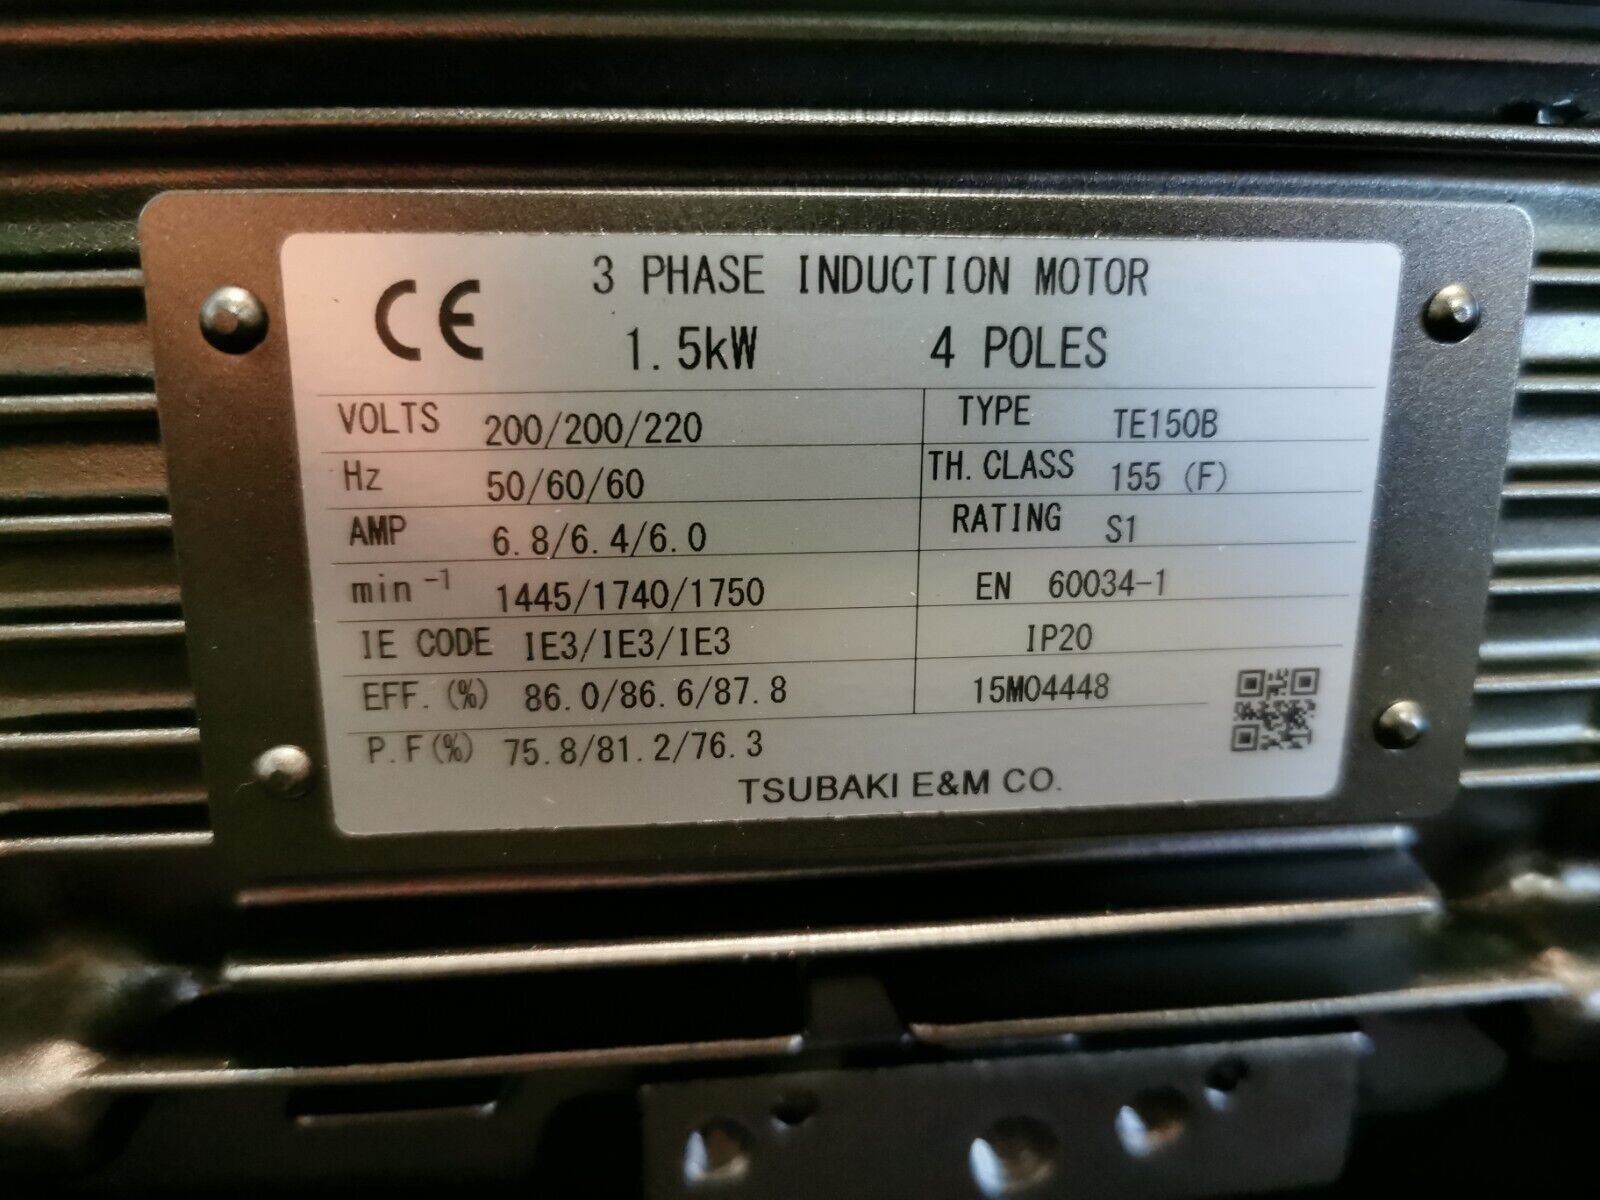 CE
3 PHASE INDUCTION MOTOR
1.5kW 4 POLES
VOLTS 200/200/220 TYPE TE150B
Hz 50/60/60 TH. CLASS 155 (F)
AMP 6.8/6.4/6.0 RATING S1
min⁻¹ 1445/1740/1750 EN 60034-1
IE CODE IE3/IE3/IE3 IP20
EFF. (%) 86.0/86.6/87.8 15M04448
P.F(%) 75.8/81.2/76.3
TSUBAKI E&M CO.